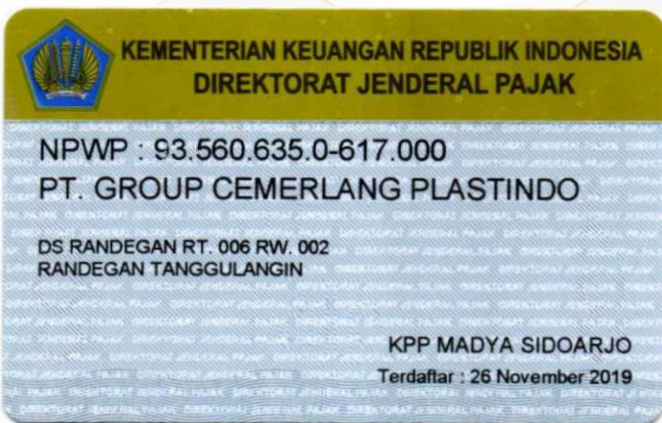 KEMENTERIAN KEUANGAN REPUBLIK INDONESIA
DIREKTORAT JENDERAL PAJAK
NPWP : 93.560.635.0-617.000
PT. GROUP CEMERLANG PLASTINDO
DS RANDEGAN RT. 006 RW. 002
RANDEGAN TANGGULANGIN
KPP MADYA SIDOARJO
Terdaftar : 26 November 2019